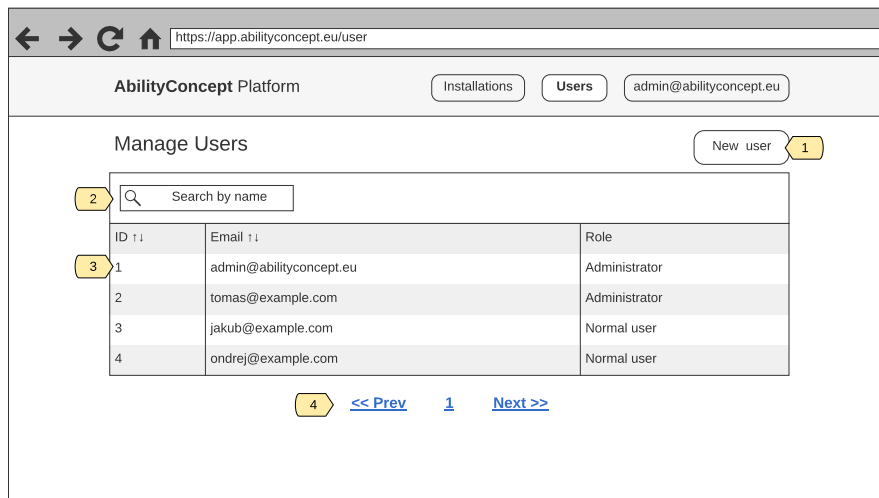 https://app.abilityconcept.eu/user
AbilityConcept Platform Installations Users admin@abilityconcept.eu
Manage Users New user 1
2 Search by name
ID ↑↓ Email ↑↓ Role
3 1 admin@abilityconcept.eu Administrator
2 tomas@example.com Administrator
3 jakub@example.com Normal user
4 ondrej@example.com Normal user
4 << Prev 1 Next >>